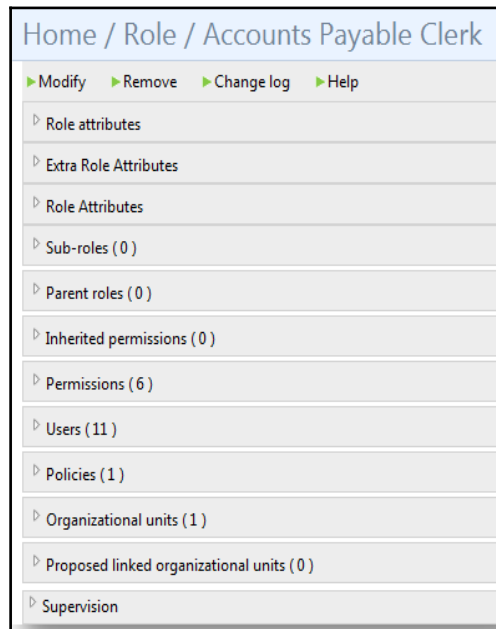 Home / Role / Accounts Payable Clerk
Modify Remove Change log Help
Role attributes
Extra Role Attributes
Role Attributes
Sub-roles ( 0 )
Parent roles ( 0 )
Inherited permissions ( 0 )
Permissions ( 6 )
Users ( 11 )
Policies ( 1 )
Organizational units ( 1 )
Proposed linked organizational units ( 0 )
Supervision